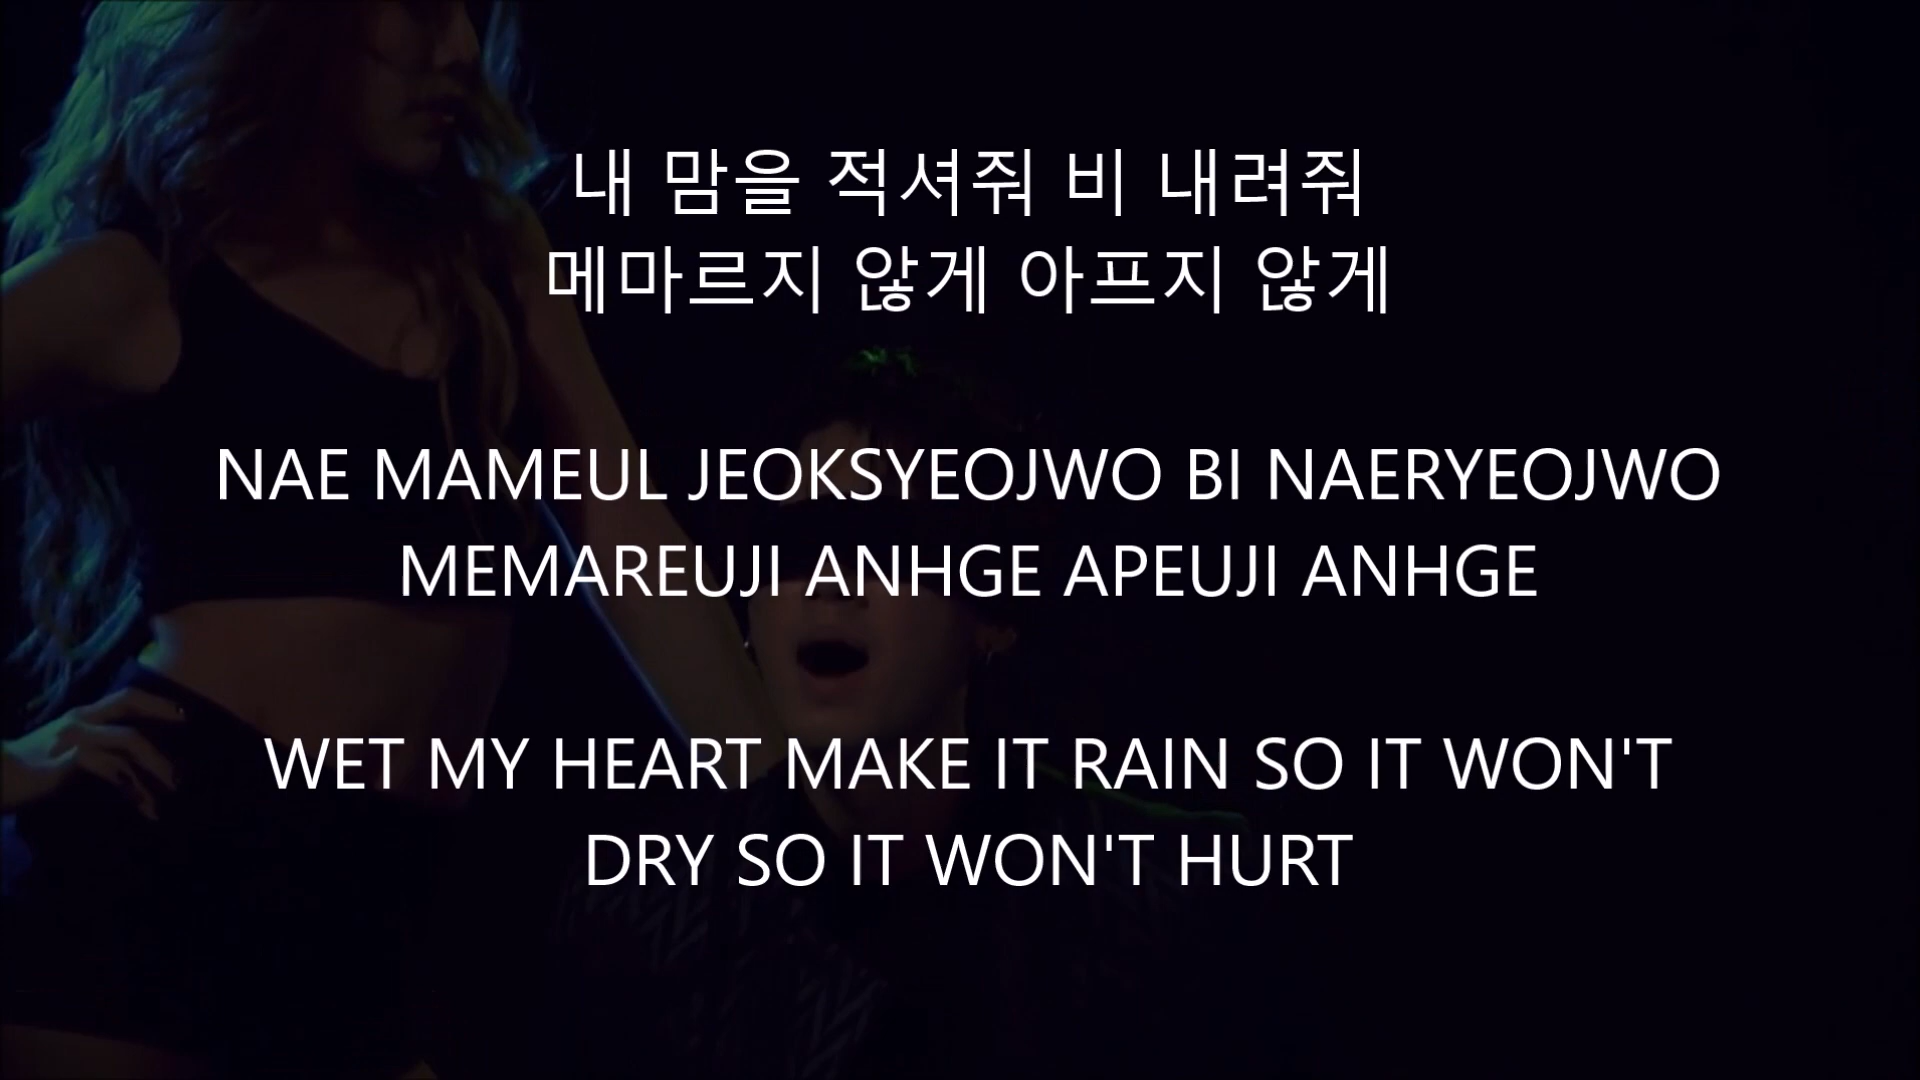 내 맘을 적셔줘 비 내려줘
메마르지 않게 아프지 않게
NAE MAMEUL JEOKSYEOJWO BI NAERYEOJWO
MEMAREUJI ANHGE APEUJI ANHGE
WET MY HEART MAKE IT RAIN SO IT WON'T
DRY SO IT WON'T HURT